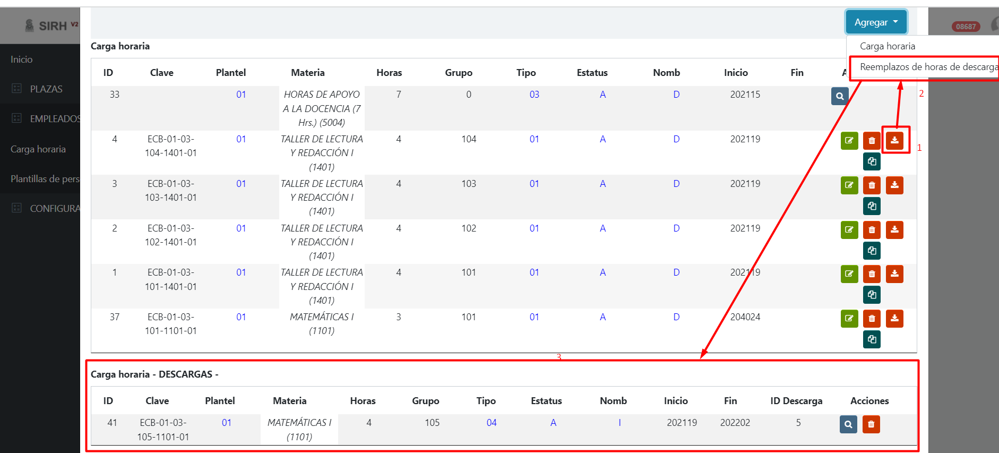 SIRH V2
Agregar
08687
Inicio
PLAZAS
EMPLEADOS
Carga horaria
Plantillas de pers
CONFIGURA
Carga horaria
Reemplazos de horas de descarga
Carga horaria
ID Clave Plantel Materia Horas Grupo Tipo Estatus Nomb Inicio Fin A
33 01 HORAS DE APOYO 7 0 03 A D 202115
A LA DOCENCIA (7
Hrs.) (5004)
2
4 ECB-01-03- 01 TALLER DE LECTURA 4 104 01 A D 202119
104-1401-01 Y REDACCIÓN I
(1401)
1
3 ECB-01-03- 01 TALLER DE LECTURA 4 103 01 A D 202119
103-1401-01 Y REDACCIÓN I
(1401)
2 ECB-01-03- 01 TALLER DE LECTURA 4 102 01 A D 202119
102-1401-01 Y REDACCIÓN I
(1401)
1 ECB-01-03- 01 TALLER DE LECTURA 4 101 01 A D 202119
101-1401-01 Y REDACCIÓN I
(1401)
37 ECB-01-03- 01 MATEMÁTICAS I 3 101 01 A D 204024
101-1101-01 (1101)
3
Carga horaria - DESCARGAS -
ID Clave Plantel Materia Horas Grupo Tipo Estatus Nomb Inicio Fin ID Descarga Acciones
41 ECB-01-03- 01 MATEMÁTICAS I 4 105 04 A I 202119 202202 5
105-1101-01 (1101)